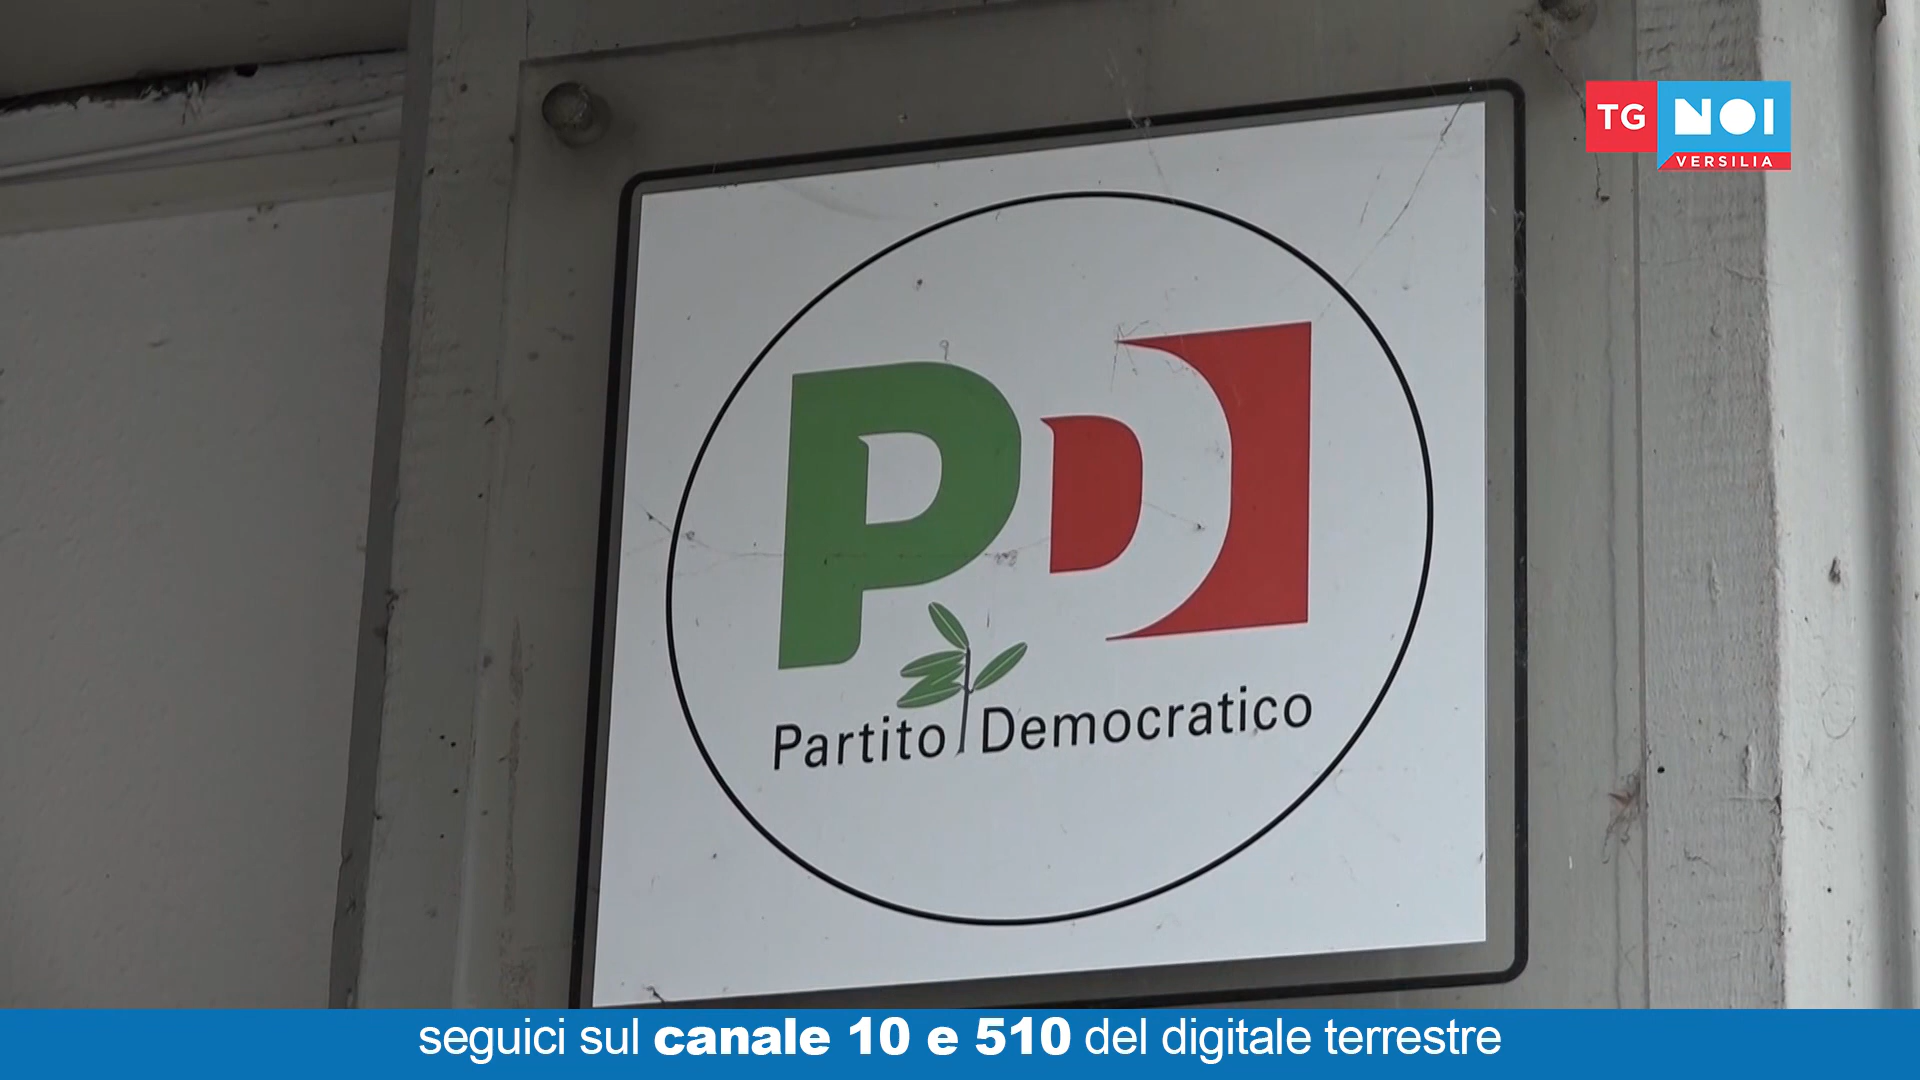 TG NOI
VERSILIA
PD
Partito Democratico
seguici sul canale 10 e 510 del digitale terrestre